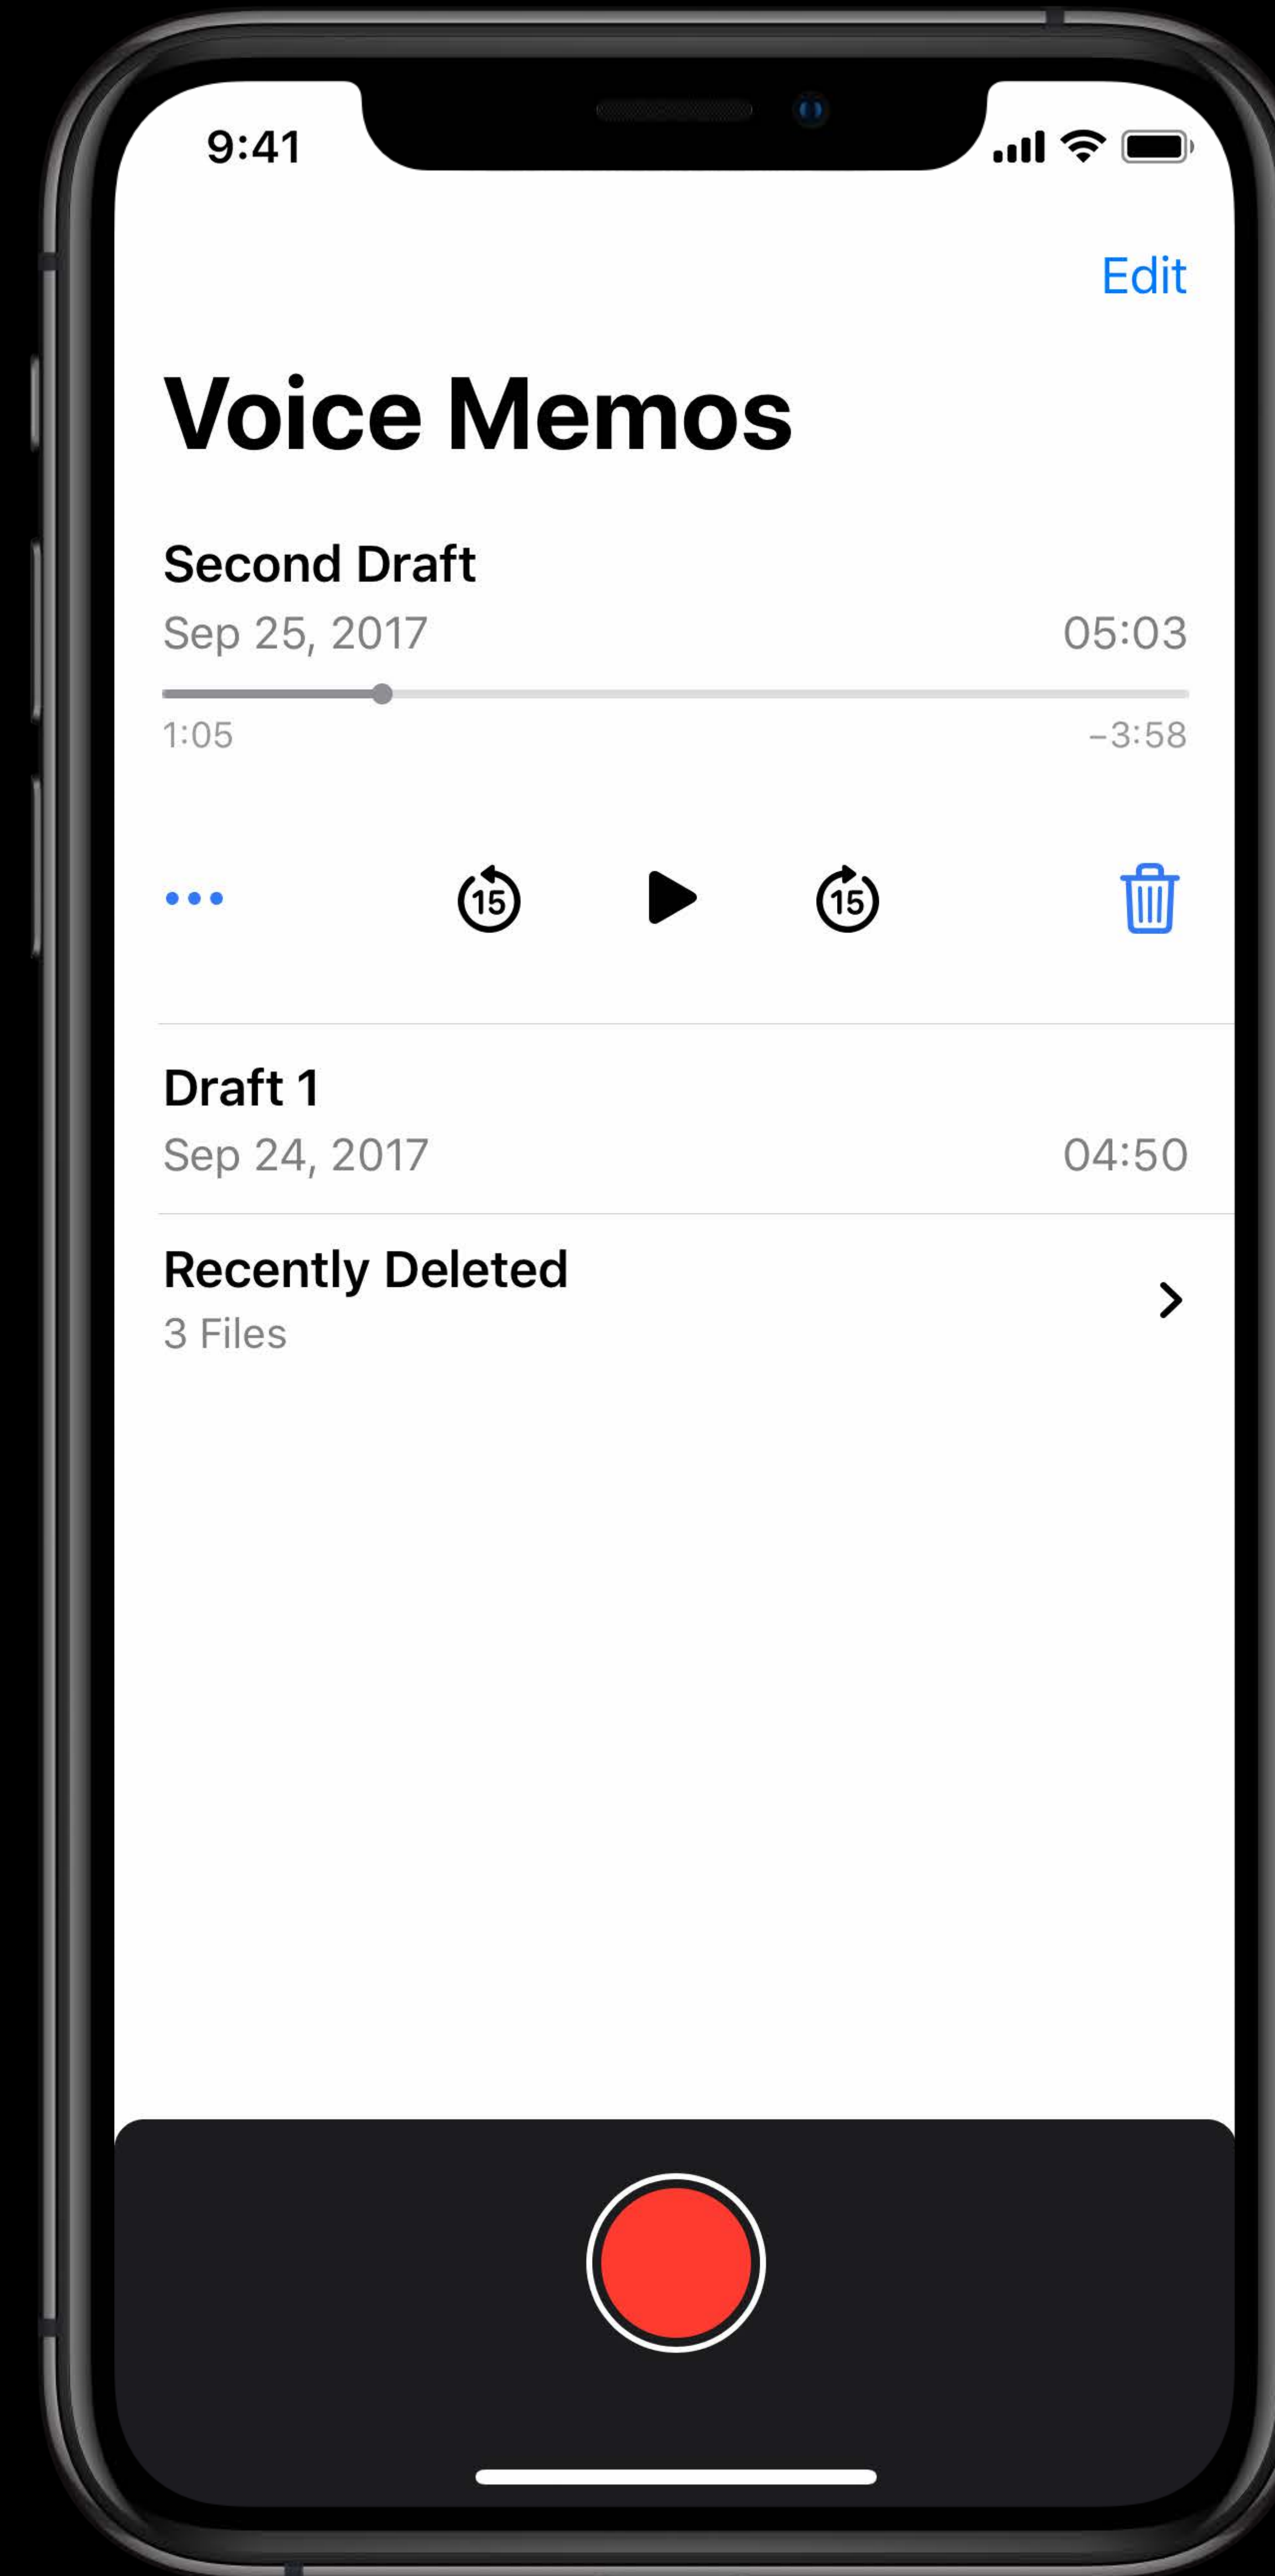 9:41
Edit
Voice Memos
Second Draft
Sep 25, 2017 05:03
1:05 –3:58
15 15
Draft 1
Sep 24, 2017 04:50
Recently Deleted
3 Files